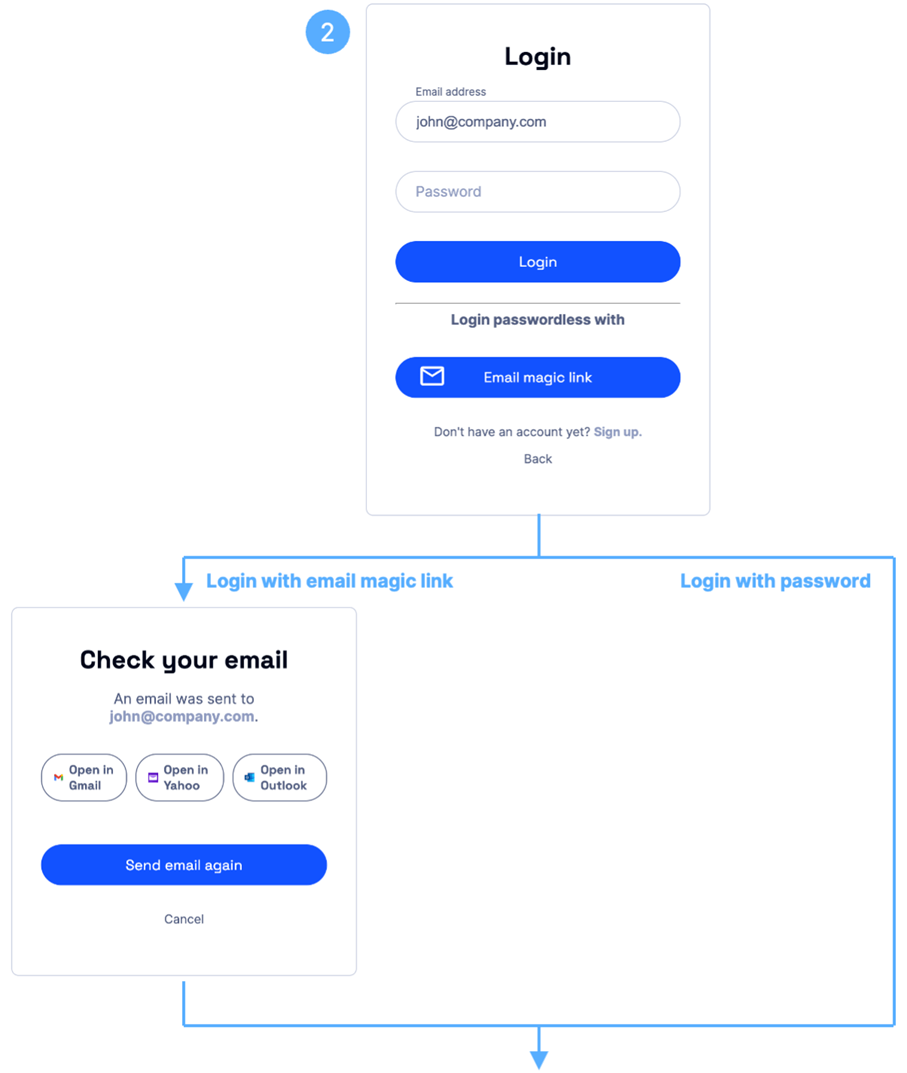 2
Login
Email address
john@company.com
Password
Login
Login passwordless with
Email magic link
Don't have an account yet? Sign up.
Back
Login with email magic link
Login with password
Check your email
An email was sent to
john@company.com.
Open in
Gmail
Open in
Yahoo
Open in
Outlook
Send email again
Cancel